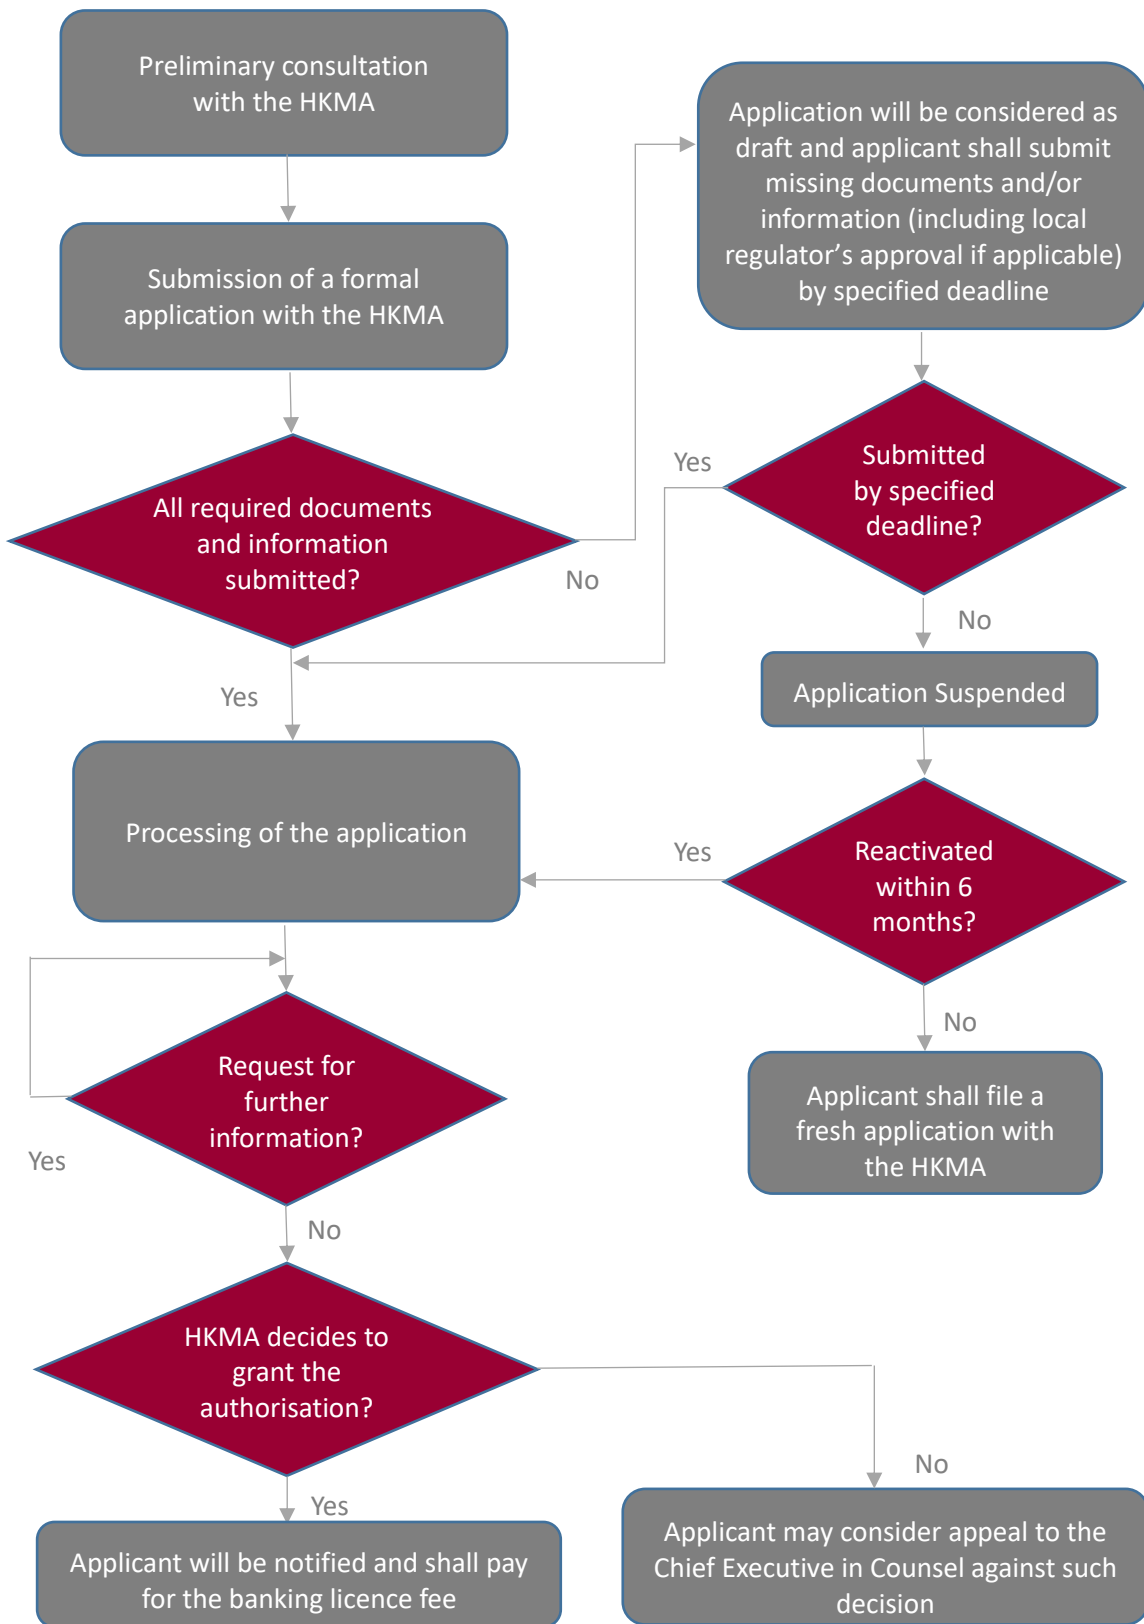 Preliminary consultation
with the HKMA
Submission of a formal
application with the HKMA
All required documents
and information
submitted?
No
Yes
Application will be considered as
draft and applicant shall submit
missing documents and/or
information (including local
regulator’s approval if applicable)
by specified deadline
Submitted
by specified
deadline?
Yes
No
Application Suspended
Reactivated
within 6
months?
Yes
No
Applicant shall file a
fresh application with
the HKMA
Processing of the application
Request for
further
information?
Yes
No
HKMA decides to
grant the
authorisation?
Yes
No
Applicant will be notified and shall pay
for the banking licence fee
Applicant may consider appeal to the
Chief Executive in Counsel against such
decision